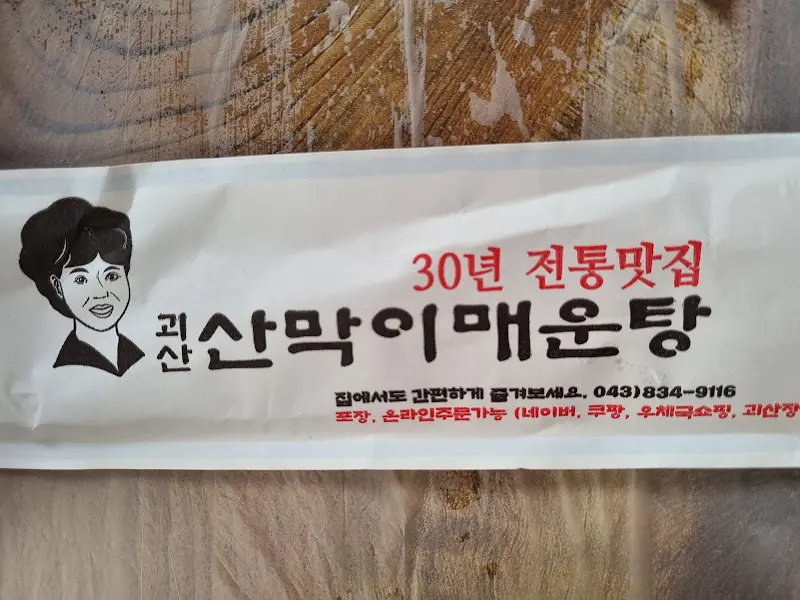 30년 전통맛집
괴산 산막이매운탕
집에서도 간편하게 즐겨보세요. 043)834-9116
포장, 온라인주문가능 (네이버, 쿠팡, 우체국쇼핑, 괴산장